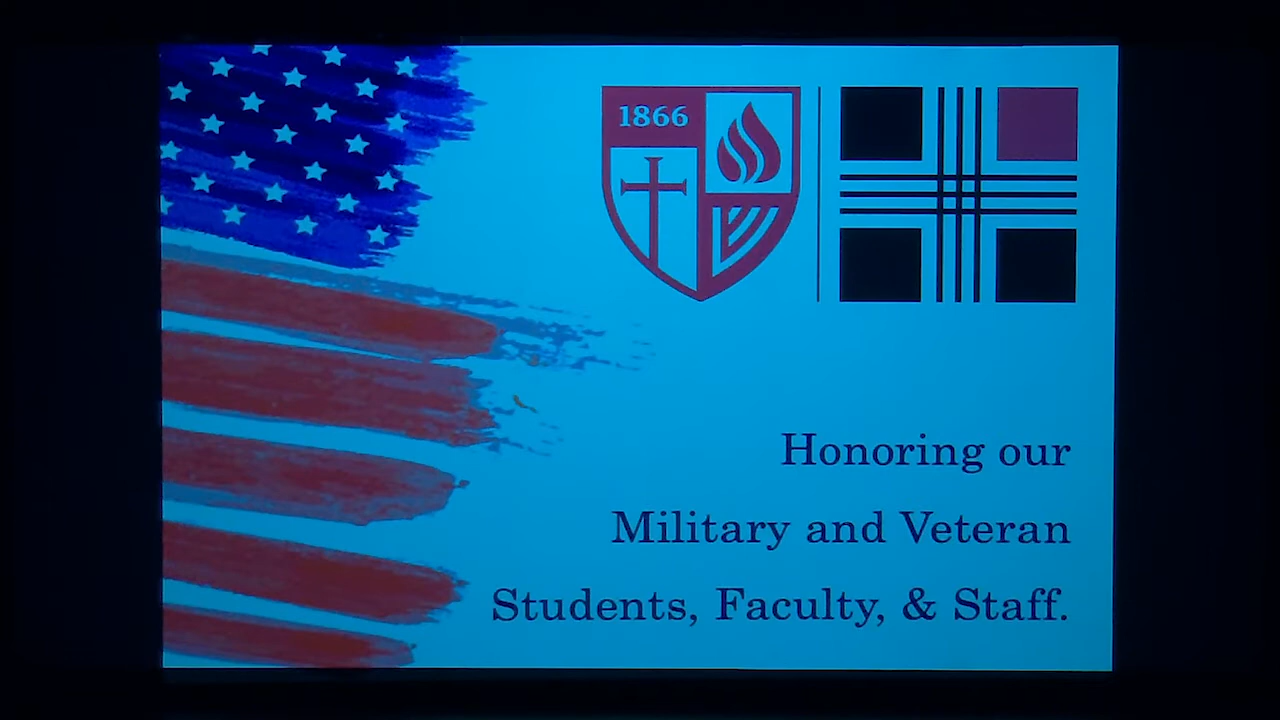 1866
Honoring our
Military and Veteran
Students, Faculty, & Staff.